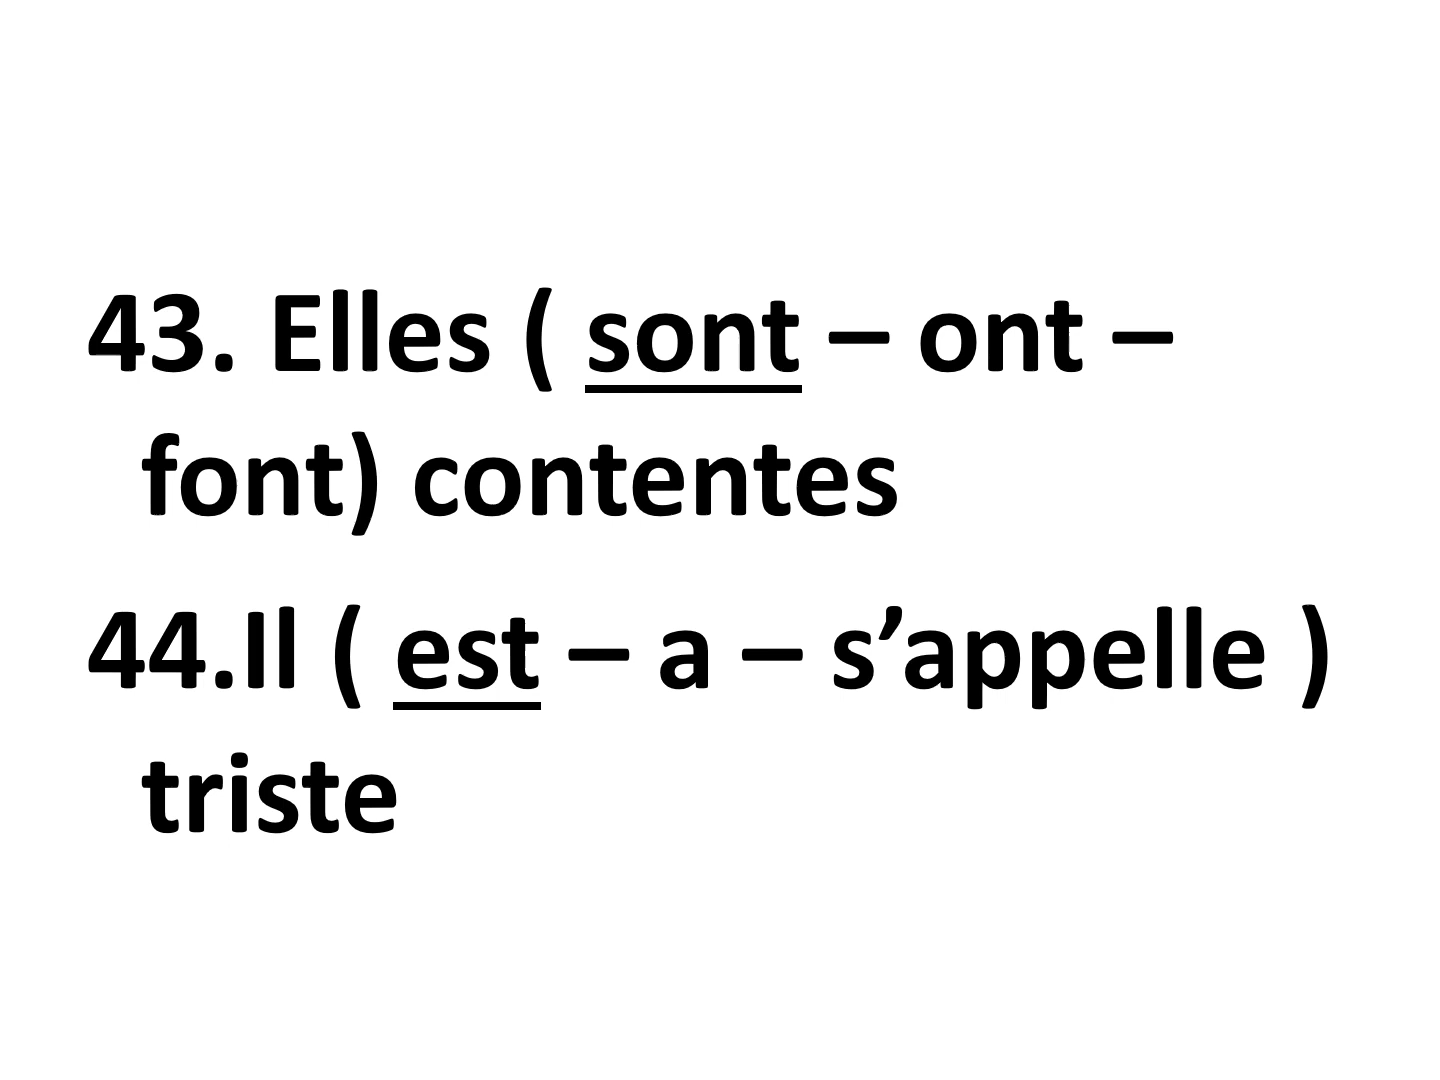 43. Elles ( sont – ont –
font) contentes
44.Il ( est – a – s’appelle )
triste